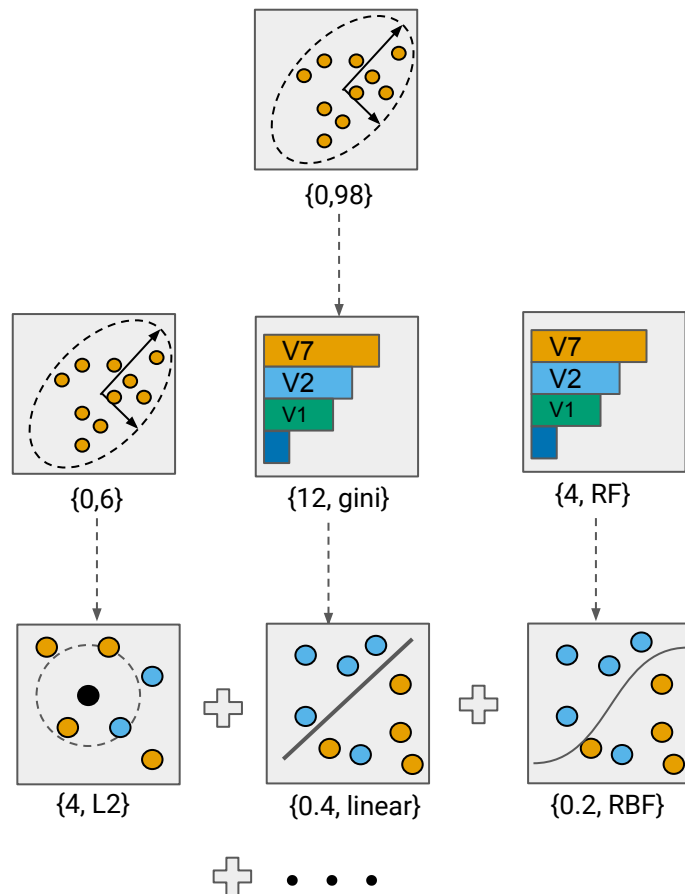 {0,98}
V7
V2
V1
V7
V2
V1
{0,6}
{12, gini}
{4, RF}
{4, L2}
{0.4, linear}
{0.2, RBF}